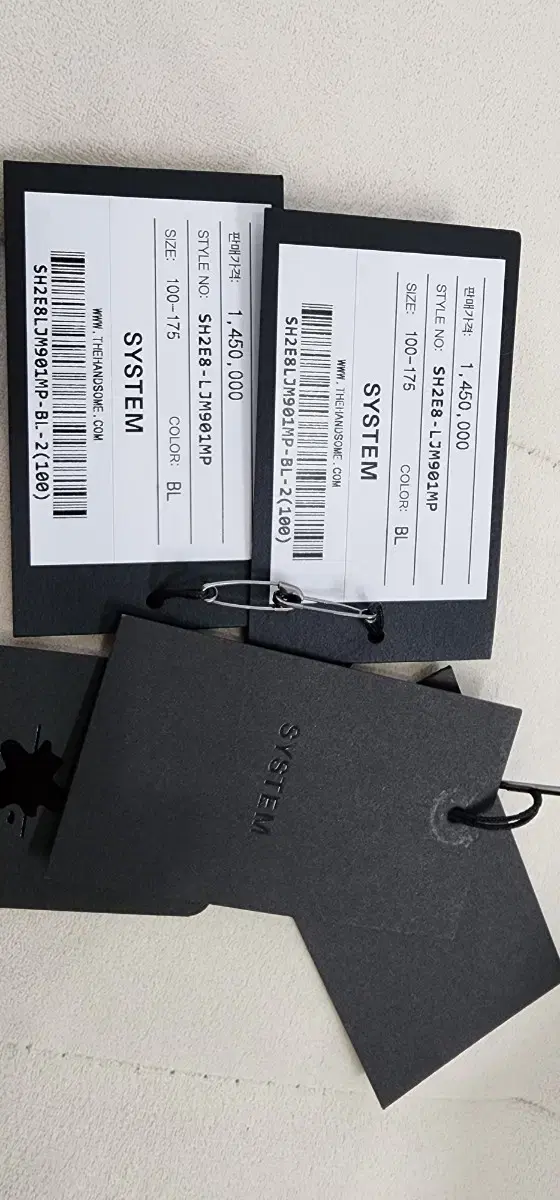 판매가격: 1,450,000
STYLE NO: SH2E8-LJM901MP
SIZE: 100-175 COLOR: BL
SYSTEM
WWW.THEHANDSOME.COM
SH2E8LJM901MP-BL-2(100)
판매가격: 1,450,000
STYLE NO: SH2E8-LJM901MP
SIZE: 100-175 COLOR: BL
SYSTEM
WWW.THEHANDSOME.COM
SH2E8LJM901MP-BL-2(100)
SYSTEM